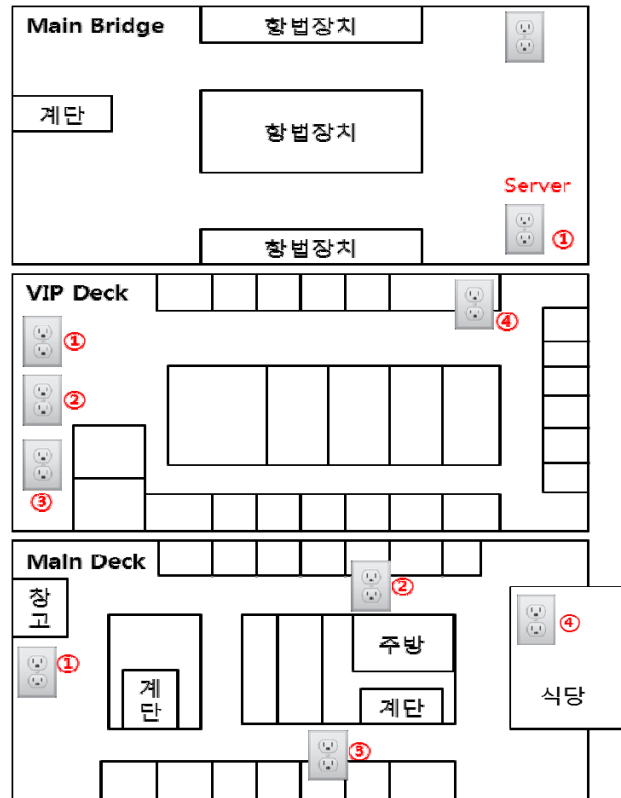 Main Bridge
항법장치
계단
항법장치
Server
①
항법장치
VIP Deck
④
①
②
③
Main Deck
창고
②
④
①
주방
계단
계단
식당
③